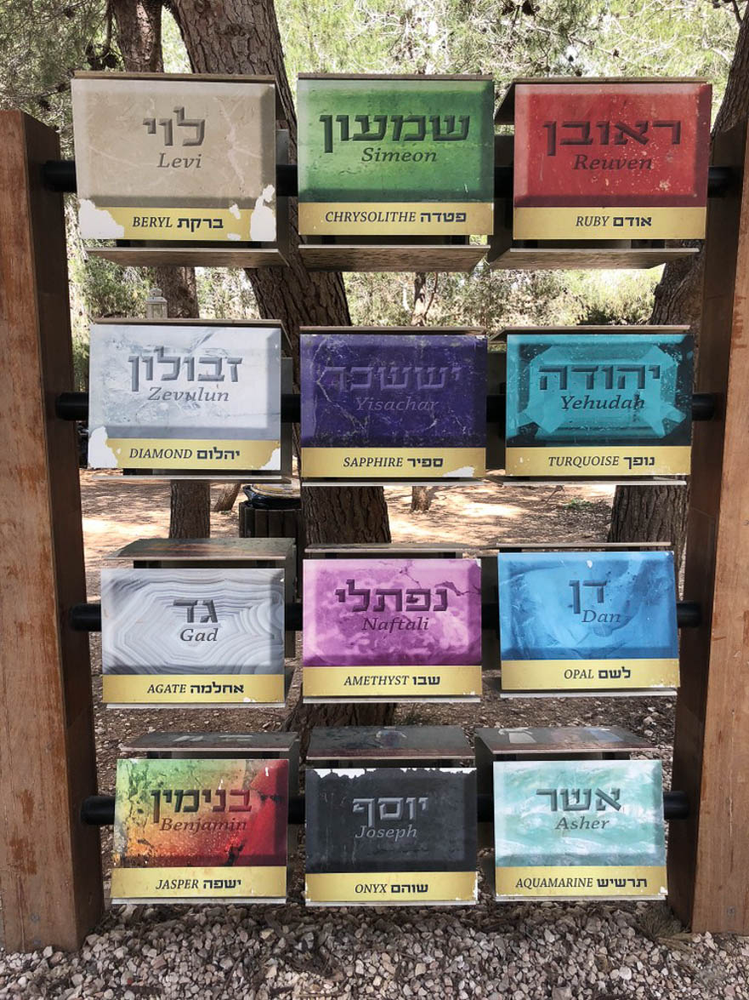 ראובן
Reuven
RUBY אודם
שמעון
Simeon
CHRYSOLITHE פטדה
לוי
Levi
BERYL ברקת
יהודה
Yehudah
TURQUOISE נופך
יששכר
Yisachar
SAPPHIRE ספיר
זבולון
Zevulun
DIAMOND יהלום
דן
Dan
OPAL לשם
נפתלי
Naftali
AMETHYST שבו
גד
Gad
AGATE אחלמה
אשר
Asher
AQUAMARINE תרשיש
יוסף
Joseph
ONYX שוהם
בנימין
Benjamin
JASPER ישפה